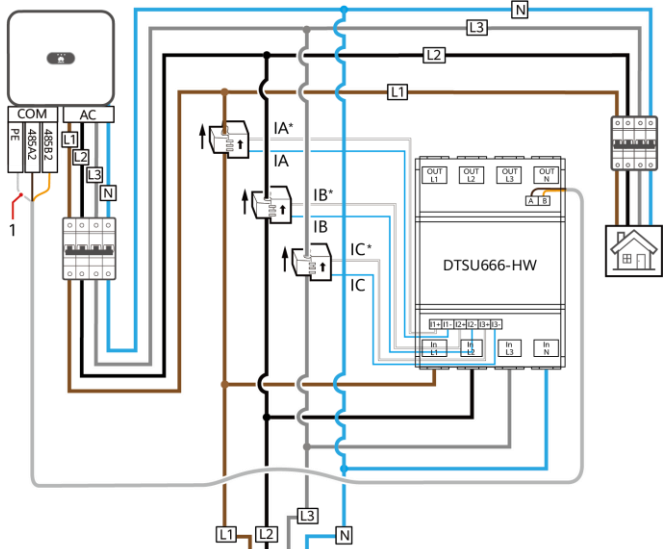 N
L3
L2
L1
COM
AC
PE
485A2
485B2
L1
L2
L3
N
1
IA*
IA
IB*
IB
IC*
IC
OUT L1
OUT L2
OUT L3
OUT N
A B
DTSU666-HW
I1+ I1- I2+ I2- I3+ I3-
In L1
In L2
In L3
In N
L3
L1
L2
N